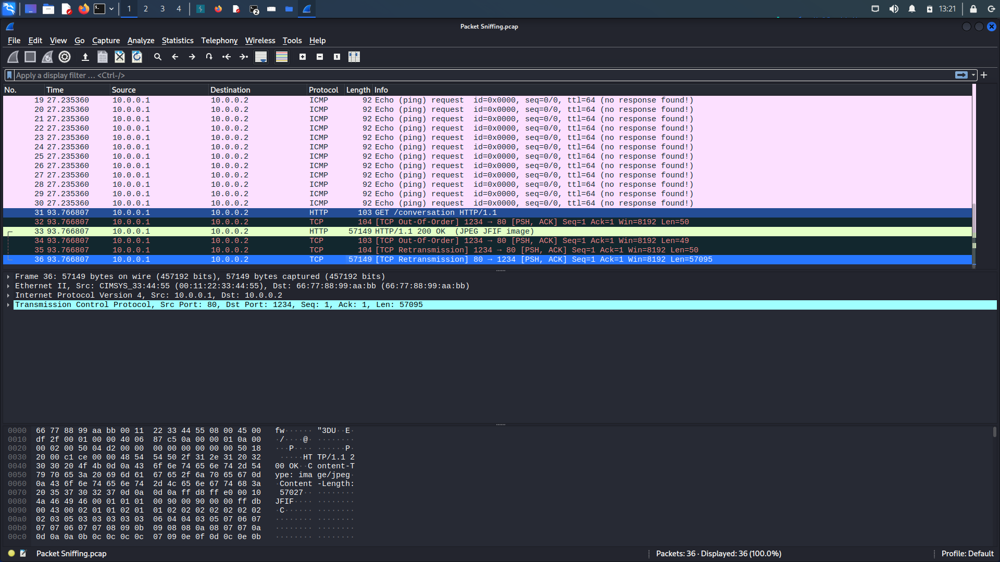 1 2 3 4 2 13:21
Packet Sniffing.pcap
File Edit View Go Capture Analyze Statistics Telephony Wireless Tools Help
Apply a display filter … <Ctrl-/>
No. Time Source Destination Protocol Length Info
19 27.235360 10.0.0.1 10.0.0.2 ICMP 92 Echo (ping) request id=0x0000, seq=0/0, ttl=64 (no response found!)
20 27.235360 10.0.0.1 10.0.0.2 ICMP 92 Echo (ping) request id=0x0000, seq=0/0, ttl=64 (no response found!)
21 27.235360 10.0.0.1 10.0.0.2 ICMP 92 Echo (ping) request id=0x0000, seq=0/0, ttl=64 (no response found!)
22 27.235360 10.0.0.1 10.0.0.2 ICMP 92 Echo (ping) request id=0x0000, seq=0/0, ttl=64 (no response found!)
23 27.235360 10.0.0.1 10.0.0.2 ICMP 92 Echo (ping) request id=0x0000, seq=0/0, ttl=64 (no response found!)
24 27.235360 10.0.0.1 10.0.0.2 ICMP 92 Echo (ping) request id=0x0000, seq=0/0, ttl=64 (no response found!)
25 27.235360 10.0.0.1 10.0.0.2 ICMP 92 Echo (ping) request id=0x0000, seq=0/0, ttl=64 (no response found!)
26 27.235360 10.0.0.1 10.0.0.2 ICMP 92 Echo (ping) request id=0x0000, seq=0/0, ttl=64 (no response found!)
27 27.235360 10.0.0.1 10.0.0.2 ICMP 92 Echo (ping) request id=0x0000, seq=0/0, ttl=64 (no response found!)
28 27.235360 10.0.0.1 10.0.0.2 ICMP 92 Echo (ping) request id=0x0000, seq=0/0, ttl=64 (no response found!)
29 27.235360 10.0.0.1 10.0.0.2 ICMP 92 Echo (ping) request id=0x0000, seq=0/0, ttl=64 (no response found!)
30 27.235360 10.0.0.1 10.0.0.2 ICMP 92 Echo (ping) request id=0x0000, seq=0/0, ttl=64 (no response found!)
31 93.766807 10.0.0.1 10.0.0.2 HTTP 103 GET /conversation HTTP/1.1
32 93.766807 10.0.0.1 10.0.0.2 TCP 104 [TCP Out-Of-Order] 1234 → 80 [PSH, ACK] Seq=1 Ack=1 Win=8192 Len=50
33 93.766807 10.0.0.1 10.0.0.2 HTTP 57149 HTTP/1.1 200 OK (JPEG JFIF image)
34 93.766807 10.0.0.1 10.0.0.2 TCP 103 [TCP Out-Of-Order] 1234 → 80 [PSH, ACK] Seq=1 Ack=1 Win=8192 Len=49
35 93.766807 10.0.0.1 10.0.0.2 TCP 104 [TCP Retransmission] 1234 → 80 [PSH, ACK] Seq=1 Ack=1 Win=8192 Len=50
36 93.766807 10.0.0.1 10.0.0.2 TCP 57149 [TCP Retransmission] 80 → 1234 [PSH, ACK] Seq=1 Ack=1 Win=8192 Len=57095
Frame 36: 57149 bytes on wire (457192 bits), 57149 bytes captured (457192 bits)
Ethernet II, Src: CIMSYS_33:44:55 (00:11:22:33:44:55), Dst: 66:77:88:99:aa:bb (66:77:88:99:aa:bb)
Internet Protocol Version 4, Src: 10.0.0.1, Dst: 10.0.0.2
Transmission Control Protocol, Src Port: 80, Dst Port: 1234, Seq: 1, Ack: 1, Len: 57095
0000 66 77 88 99 aa bb 00 11 22 33 44 55 08 00 45 00 fw······ "3DU··E·
0010 df 2f 00 01 00 00 40 06 87 c5 0a 00 00 01 0a 00 ·/····@· ········
0020 00 02 00 50 04 d2 00 00 00 00 00 00 00 00 50 18 ···P···· ······P·
0030 20 00 c1 ce 00 00 48 54 54 50 2f 31 2e 31 20 32 ·····HT TP/1.1 2
0040 30 30 20 4f 4b 0d 0a 43 6f 6e 74 65 6e 74 2d 54 00 OK··C ontent-T
0050 79 70 65 3a 20 69 6d 61 67 65 2f 6a 70 65 67 0d ype: ima ge/jpeg·
0060 0a 43 6f 6e 74 65 6e 74 2d 4c 65 6e 67 74 68 3a ·Content -Length:
0070 20 35 37 30 32 37 0d 0a 0d 0a ff d8 ff e0 00 10 57027·· ········
0080 4a 46 49 46 00 01 01 01 00 90 00 90 00 00 ff db JFIF···· ········
0090 00 43 00 02 01 01 02 01 01 02 02 02 02 02 02 02 ·C······ ········
00a0 02 03 05 03 03 03 03 03 06 04 04 03 05 07 06 07 ········ ········
00b0 07 07 06 07 07 08 09 0b 09 08 08 0a 08 07 07 0a ········ ········
00c0 0d 0a 0a 0b 0c 0c 0c 0c 07 09 0e 0f 0d 0c 0e 0b ········ ········
Packet Sniffing.pcap Packets: 36 · Displayed: 36 (100.0%) Profile: Default